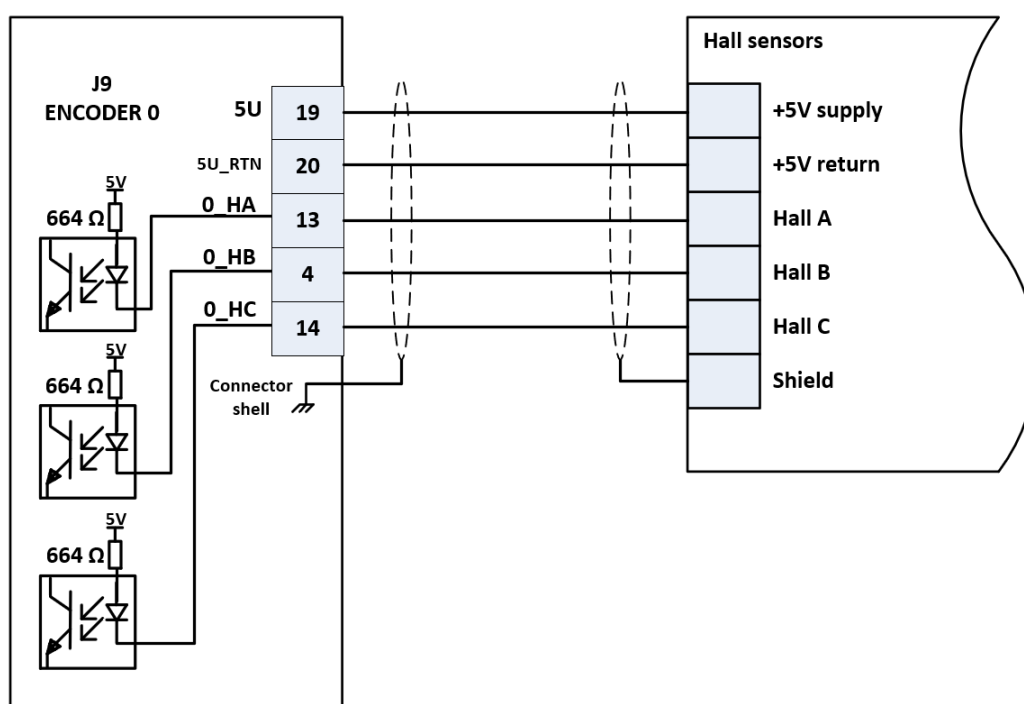 Hall sensors
J9
ENCODER 0
5U
19
+5V supply
5U_RTN
20
+5V return
5V
664 Ω
0_HA
13
Hall A
0_HB
4
Hall B
0_HC
14
Hall C
5V
664 Ω
Connector
shell
Shield
5V
664 Ω